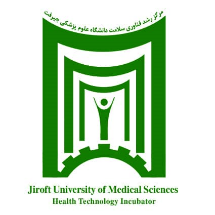 مرکز رشد فناوری سلامت دانشگاه علوم پزشکی جیرفت
Jiroft University of Medical Sciences
Health Technology Incubator